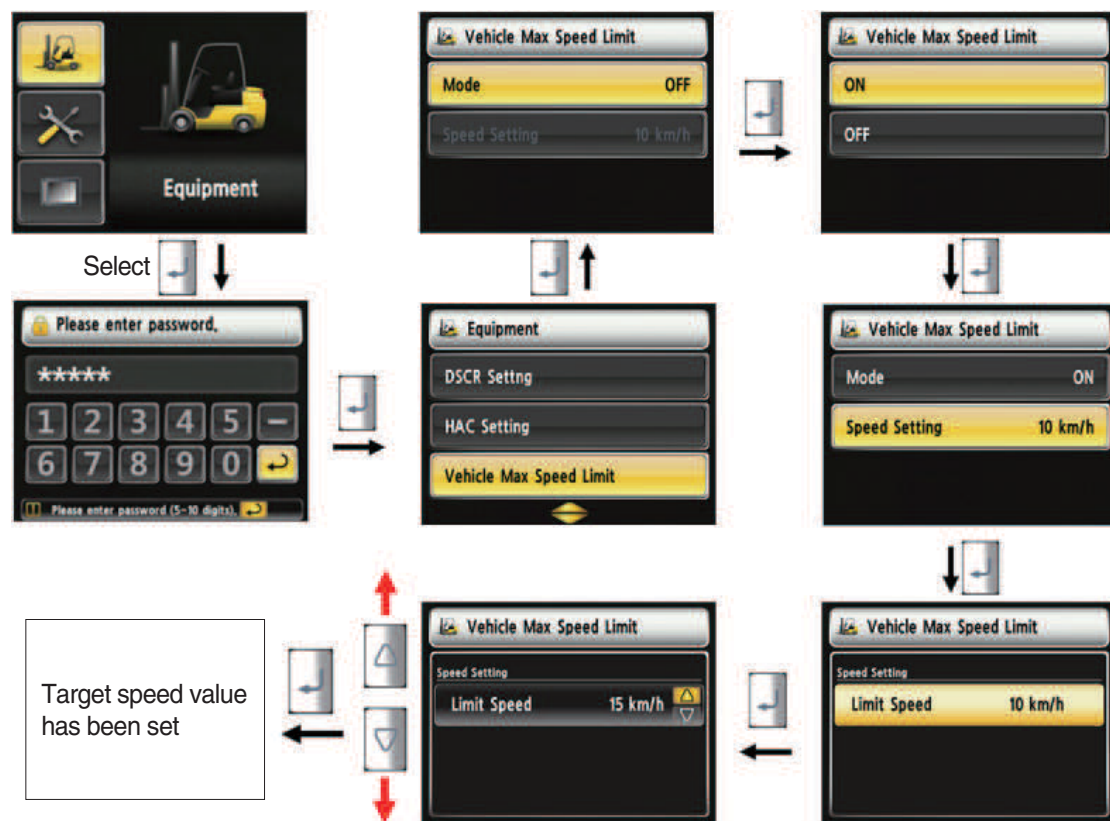 Equipment
Select
Please enter password,
*****
1 2 3 4 5 –
6 7 8 9 0
Please enter password (5-10 digits),
Equipment
DSCR Settng
HAC Setting
Vehicle Max Speed Limit
Vehicle Max Speed Limit
Mode OFF
Speed Setting 10 km/h
Vehicle Max Speed Limit
ON
OFF
Vehicle Max Speed Limit
Mode ON
Speed Setting 10 km/h
Vehicle Max Speed Limit
Speed Setting
Limit Speed 10 km/h
Vehicle Max Speed Limit
Speed Setting
Limit Speed 15 km/h
Target speed value
has been set